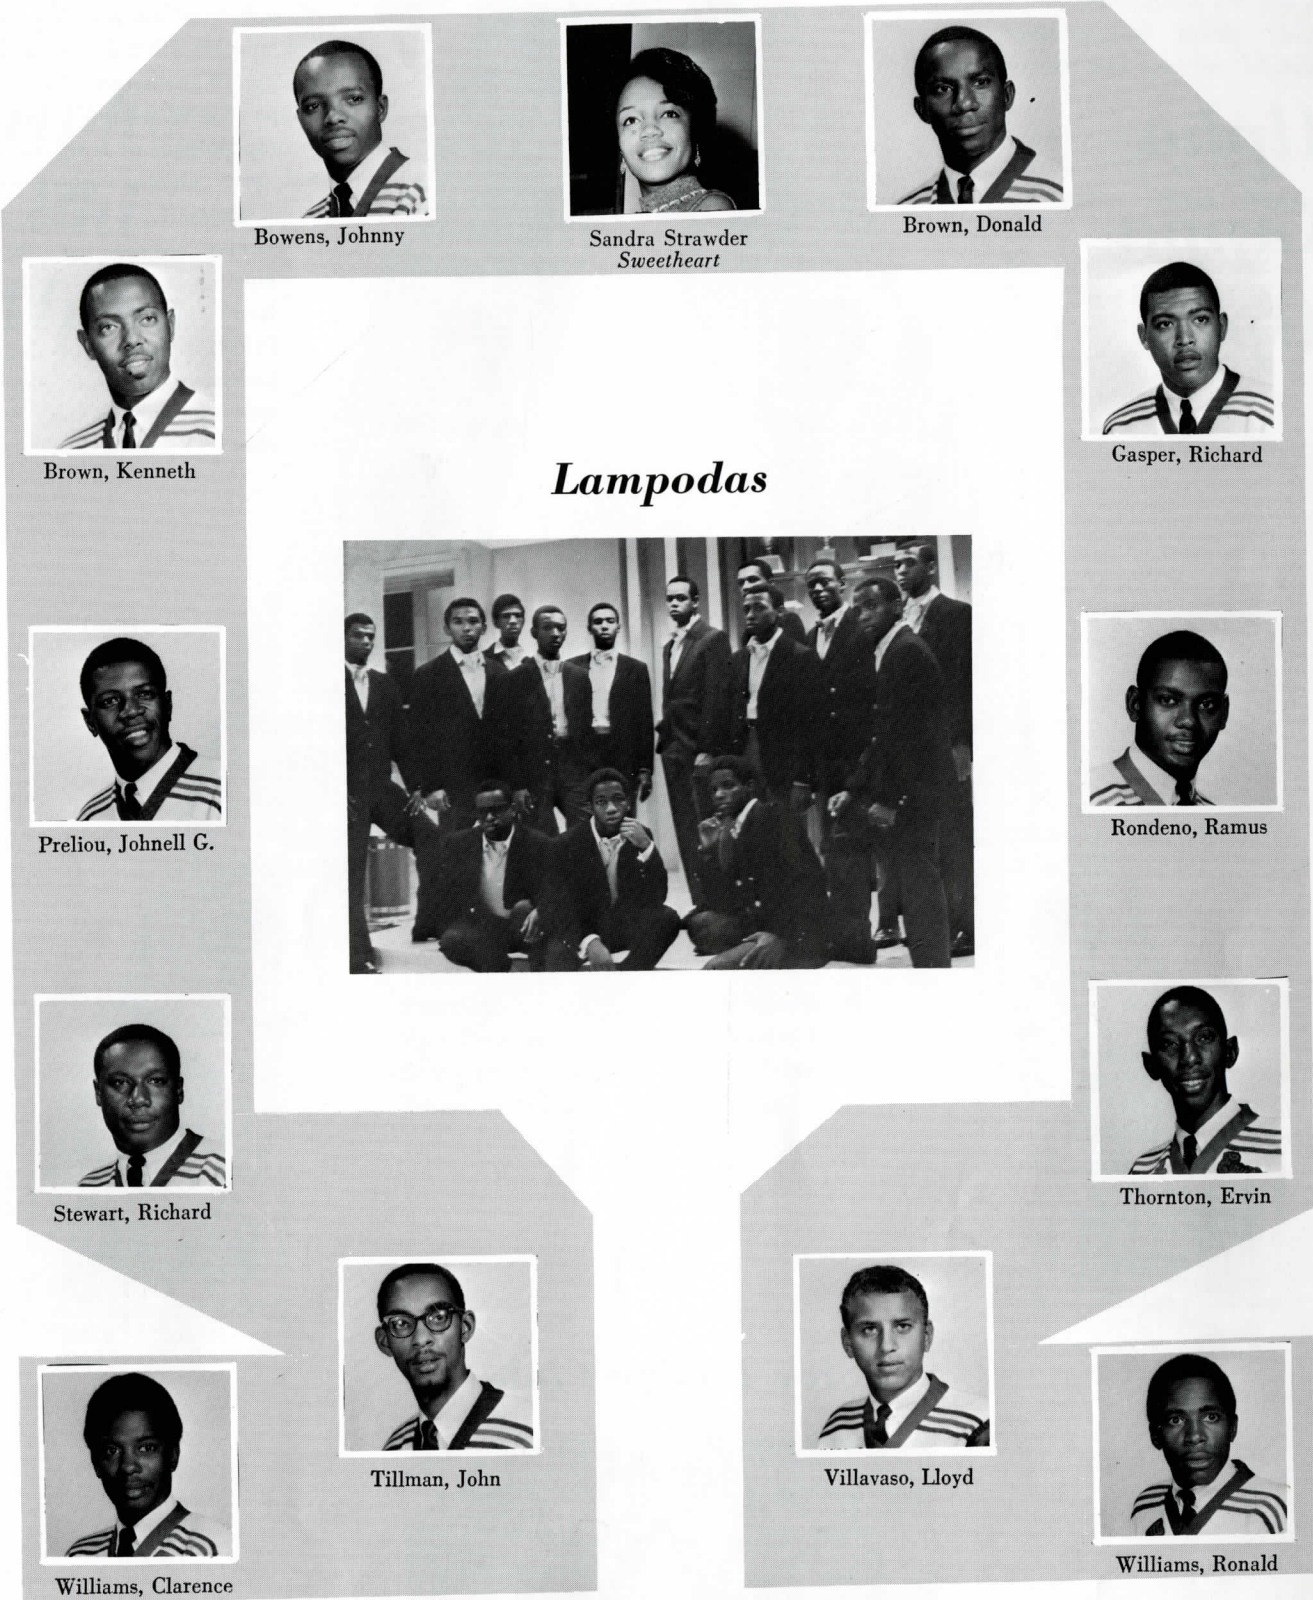 Bowens, Johnny
Sandra Strawder
Sweetheart
Brown, Donald
Brown, Kenneth
Gasper, Richard
Lampodas
Preliou, Johnell G.
Rondeno, Ramus
Stewart, Richard
Thornton, Ervin
Tillman, John
Villavaso, Lloyd
Williams, Clarence
Williams, Ronald